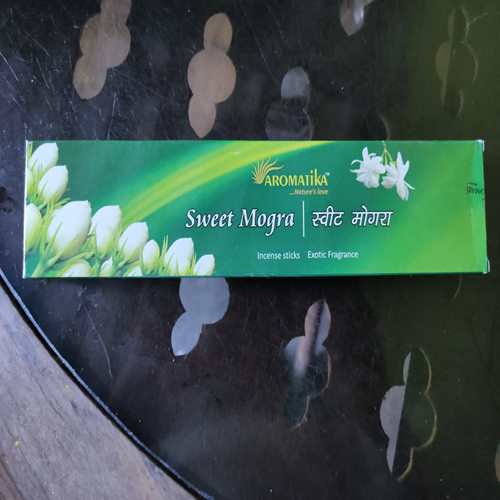 AROMATIKA
...Nature's love
Sweet Mogra | स्वीट मोगरा
Incense sticks Exotic Fragrance